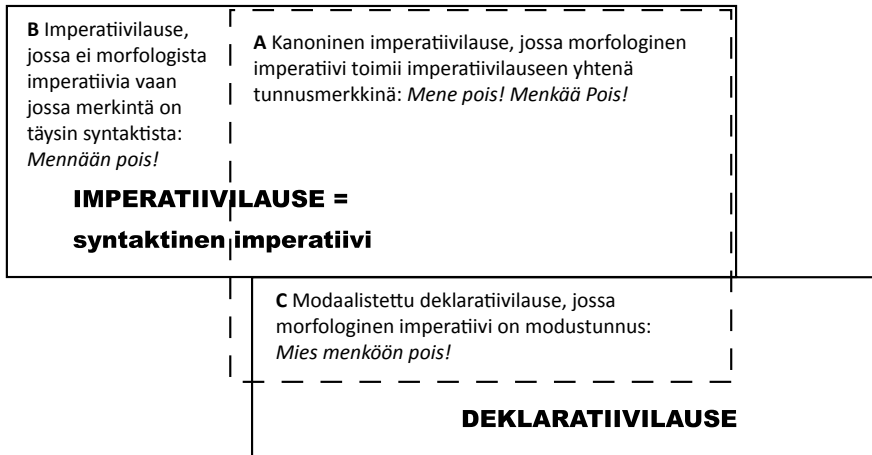 B Imperatiivilause,
jossa ei morfologista
imperatiivia vaan
jossa merkintä on
täysin syntaktista:
Mennään pois!
A Kanoninen imperatiivilause, jossa morfologinen
imperatiivi toimii imperatiivilauseen yhtenä
tunnusmerkkinä: Mene pois! Menkää Pois!
IMPERATIIVILAUSE =
syntaktinen imperatiivi
C Modaalistettu deklaratiivilause, jossa
morfologinen imperatiivi on modustunnus:
Mies menköön pois!
DEKLARATIIVILAUSE